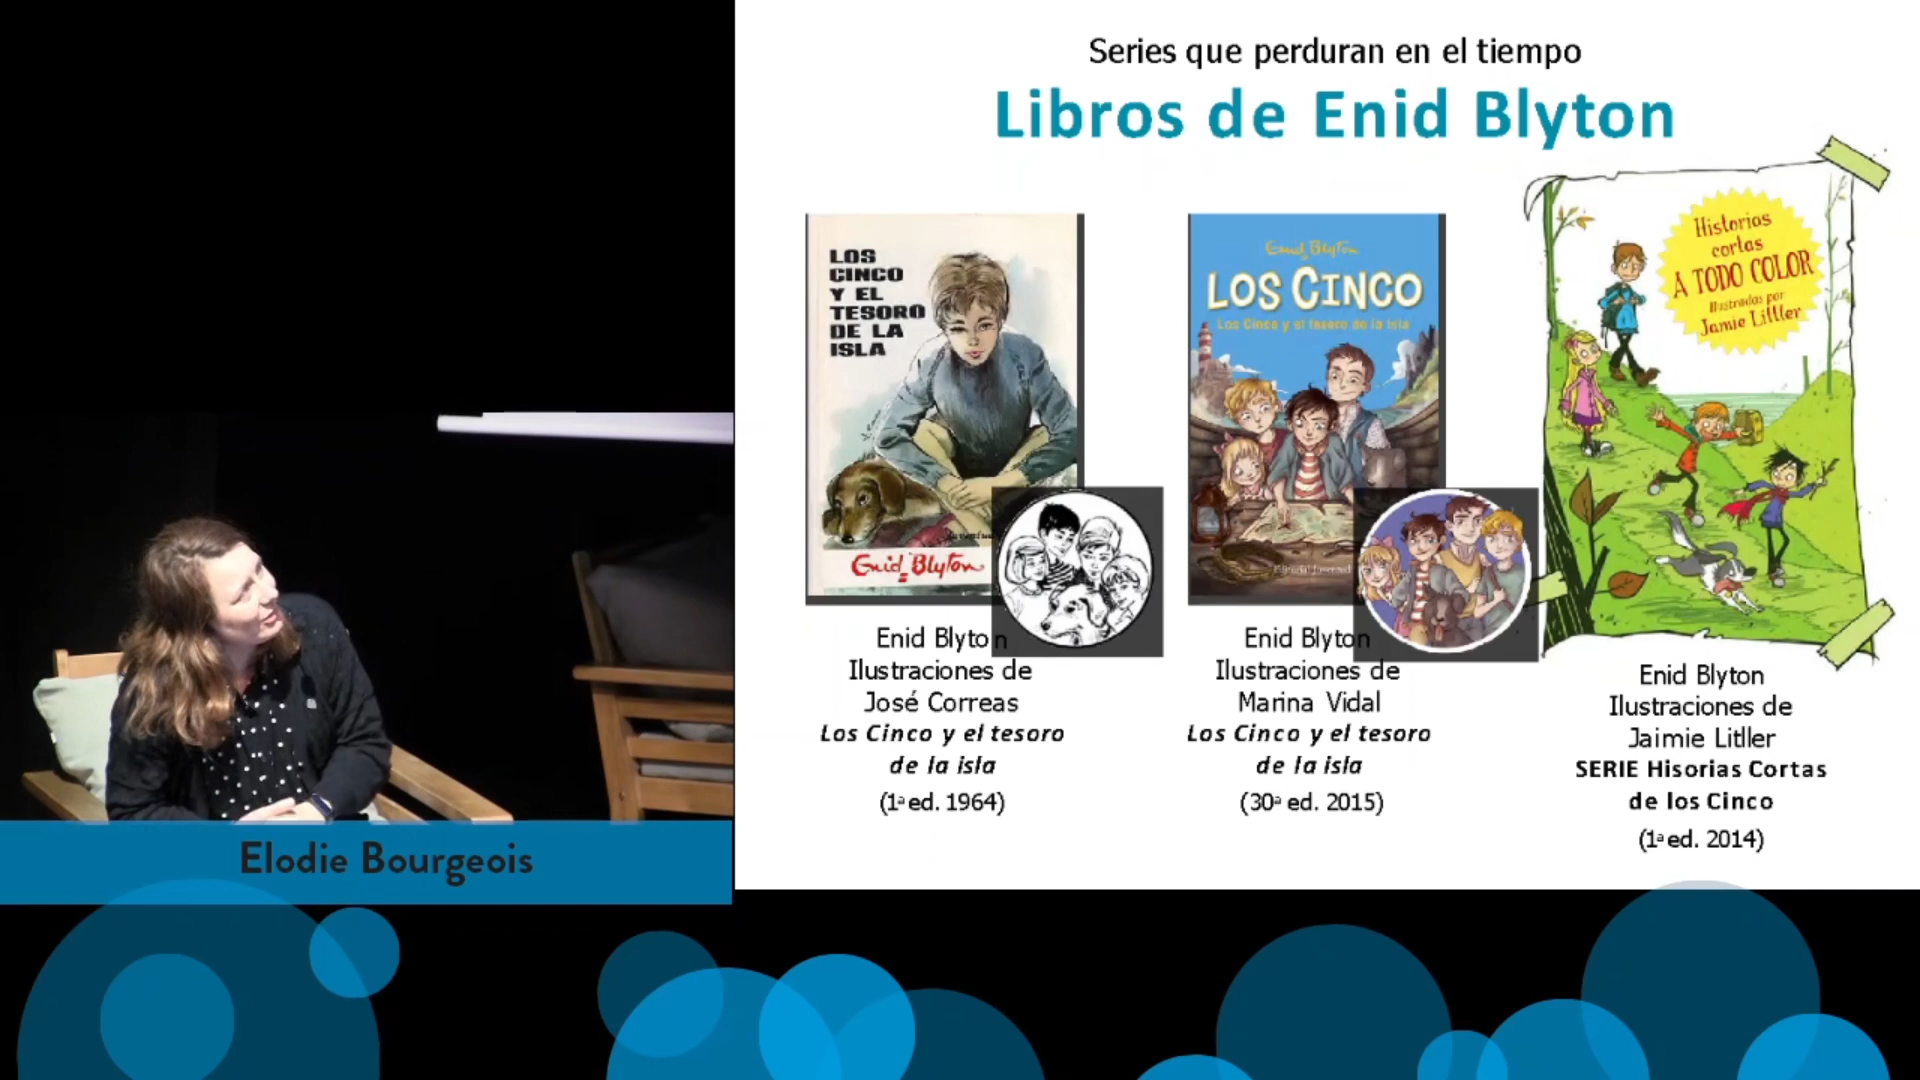 Series que perduran en el tiempo
Libros de Enid Blyton
LOS
CINCO
Y EL
TESORO
DE LA
ISLA
Enid Blyton
Enid Blyton
LOS CINCO
Los Cinco y el tesoro de la isla
Editorial Juventud
Historias
cortas
A TODO COLOR
Ilustradas por
Jamie Littler
Enid Blyton
Ilustraciones de
José Correas
Los Cinco y el tesoro
de la isla
(1ª ed. 1964)
Enid Blyton
Ilustraciones de
Marina Vidal
Los Cinco y el tesoro
de la isla
(30ª ed. 2015)
Enid Blyton
Ilustraciones de
Jaimie Litller
SERIE Hisorias Cortas
de los Cinco
(1ª ed. 2014)
Elodie Bourgeois